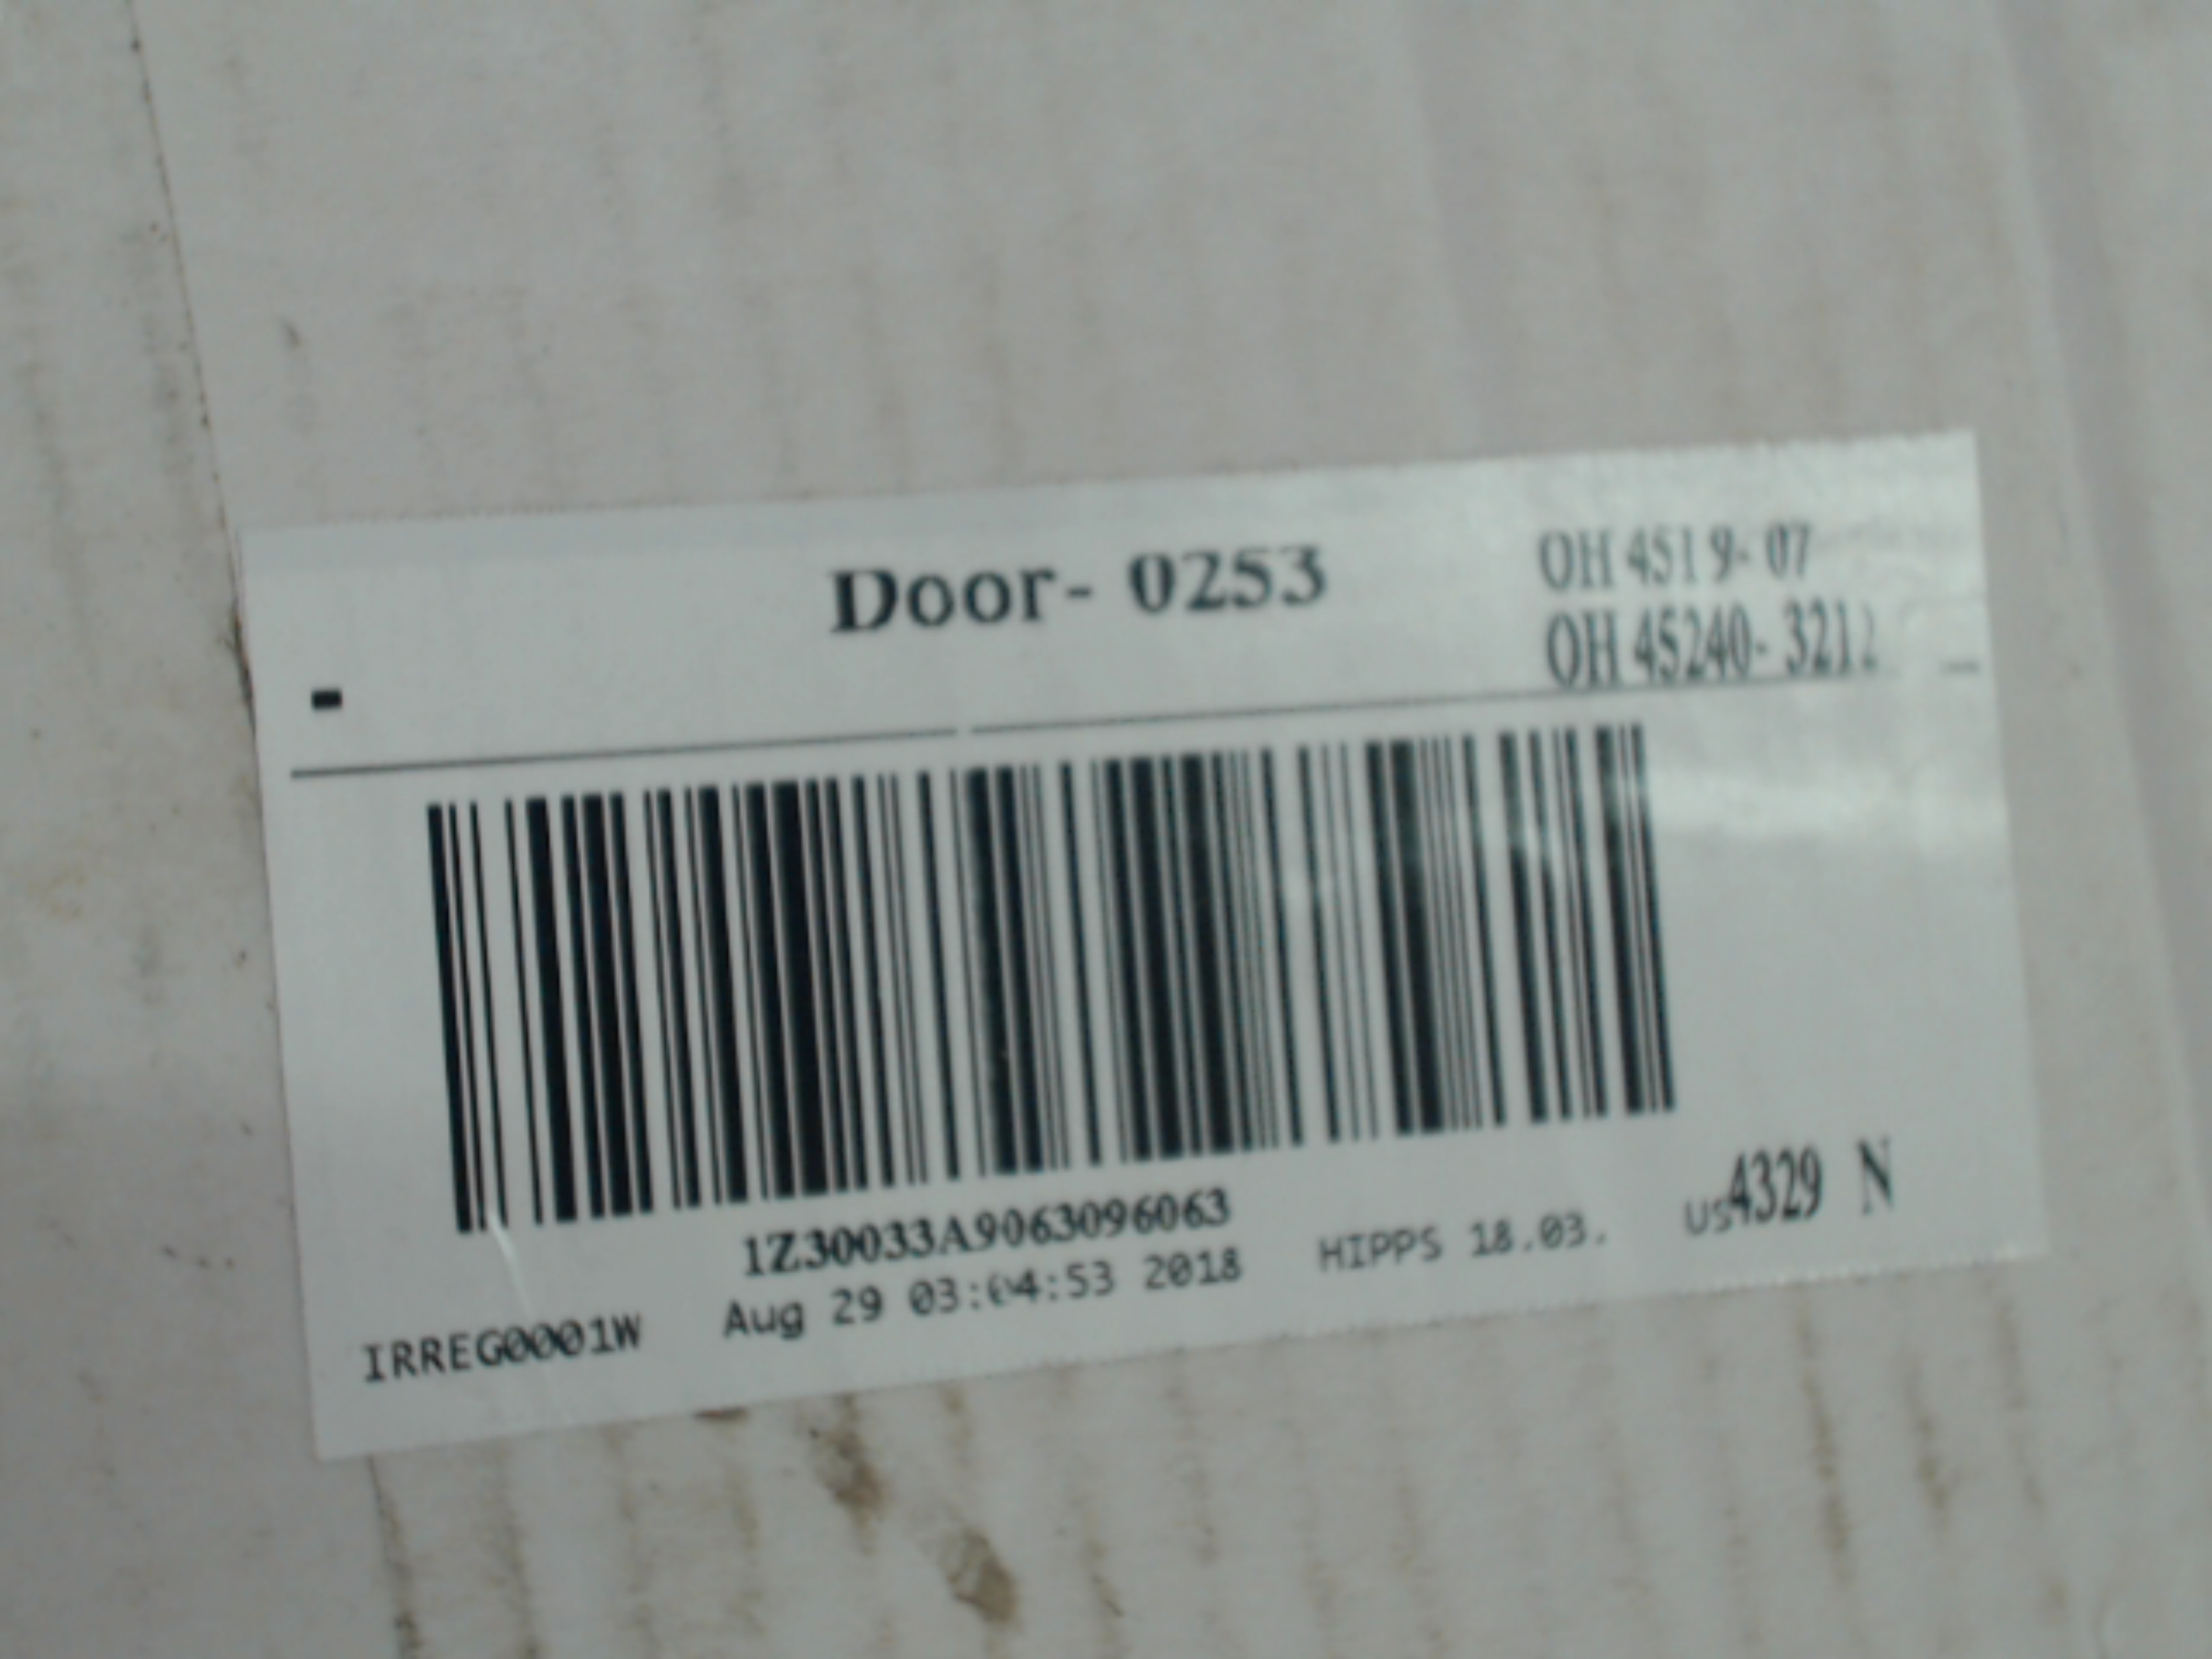 Door- 0253
OH 4519- 07
OH 45240- 3212
1Z30033A9063096063
IRREG0001W Aug 29 03:04:53 2018 HIPPS 18.03. US4329 N